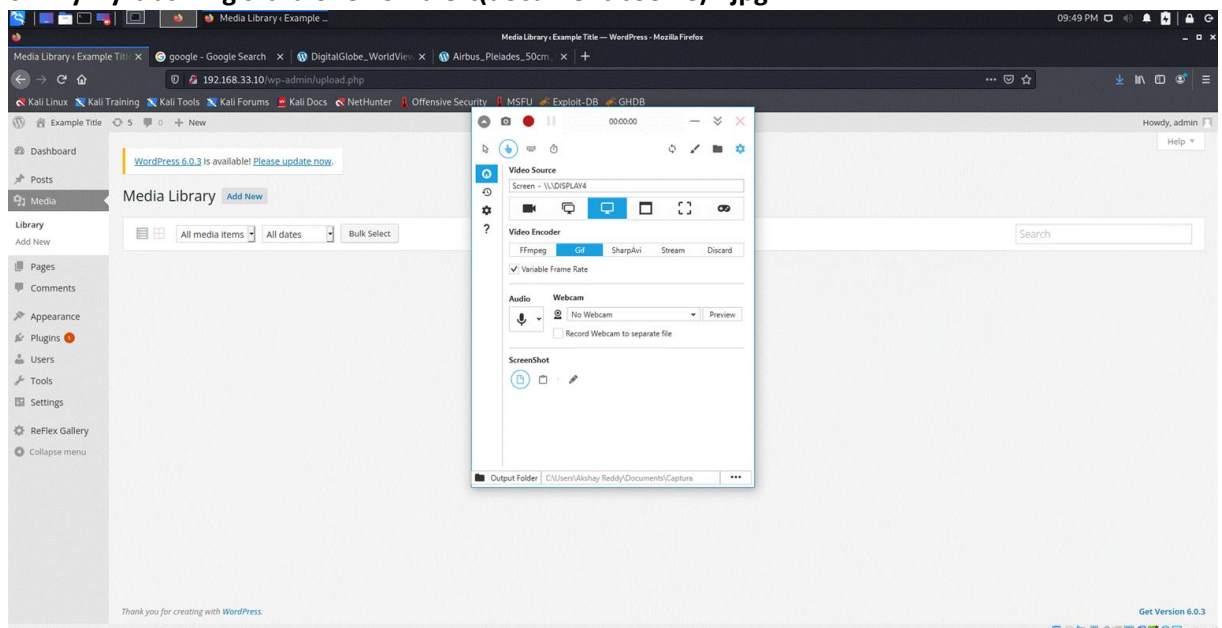 Media Library ‹ Example ...
09:49 PM
Media Library ‹ Example Title — WordPress - Mozilla Firefox
Media Library ‹ Example Titl
google - Google Search
DigitalGlobe_WorldView
Airbus_Pleiades_50cm_
192.168.33.10/wp-admin/upload.php
Kali Linux Kali Training Kali Tools Kali Forums Kali Docs NetHunter Offensive Security MSFU Exploit-DB GHDB
Example Title 5 0 + New
Howdy, admin
Help
Dashboard
Posts
Media
Library
Add New
Pages
Comments
Appearance
Plugins 1
Users
Tools
Settings
ReFlex Gallery
Collapse menu
WordPress 6.0.3 is available! Please update now.
Media Library Add New
All media items All dates Bulk Select
Search
00:00:00
Video Source
Screen - \\.\DISPLAY4
Video Encoder
FFmpeg Gif SharpAvi Stream Discard
Variable Frame Rate
Audio Webcam
No Webcam Preview
Record Webcam to separate file
ScreenShot
Output Folder C:\Users\Akshay Reddy\Documents\Captura ...
Thank you for creating with WordPress.
Get Version 6.0.3